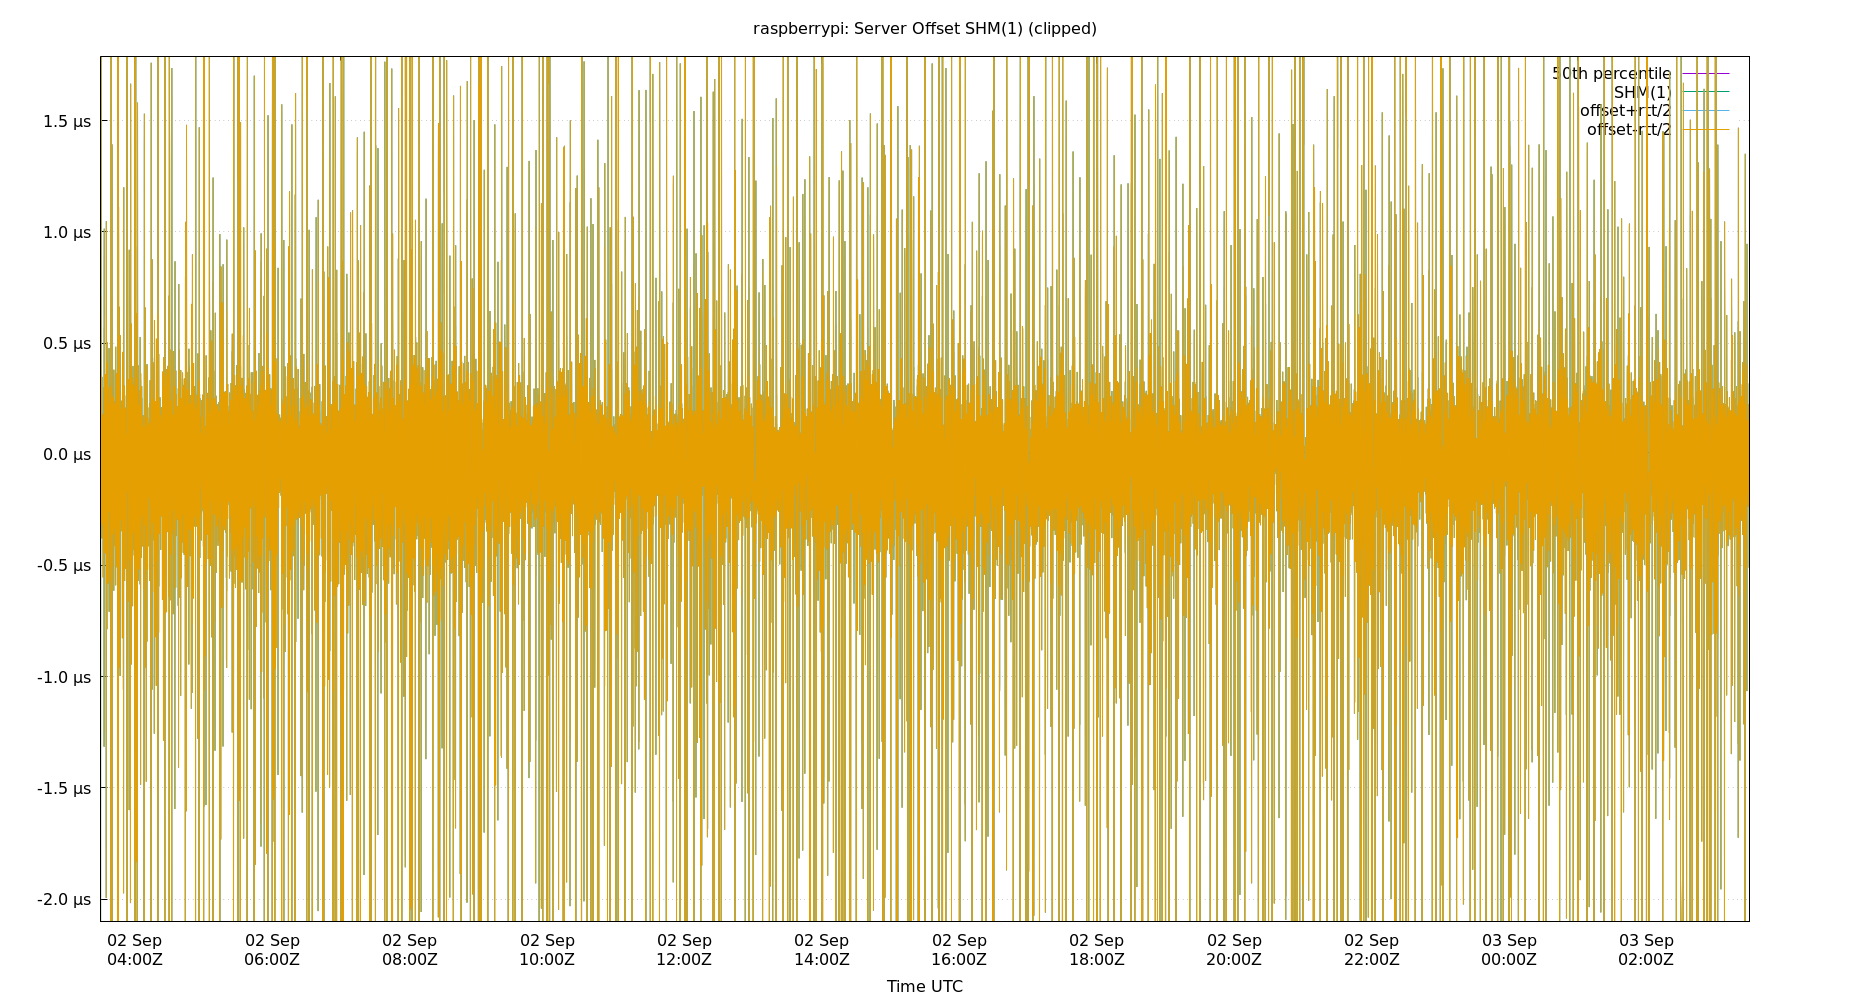 raspberrypi: Server Offset SHM(1) (clipped)
50th percentile
SHM(1)
offset+rtt/2
offset-rtt/2
1.5 µs
1.0 µs
0.5 µs
0.0 µs
-0.5 µs
-1.0 µs
-1.5 µs
-2.0 µs
02 Sep 02 Sep 02 Sep 02 Sep 02 Sep 02 Sep 02 Sep 02 Sep 02 Sep 02 Sep 03 Sep 03 Sep
04:00Z 06:00Z 08:00Z 10:00Z 12:00Z 14:00Z 16:00Z 18:00Z 20:00Z 22:00Z 00:00Z 02:00Z
Time UTC